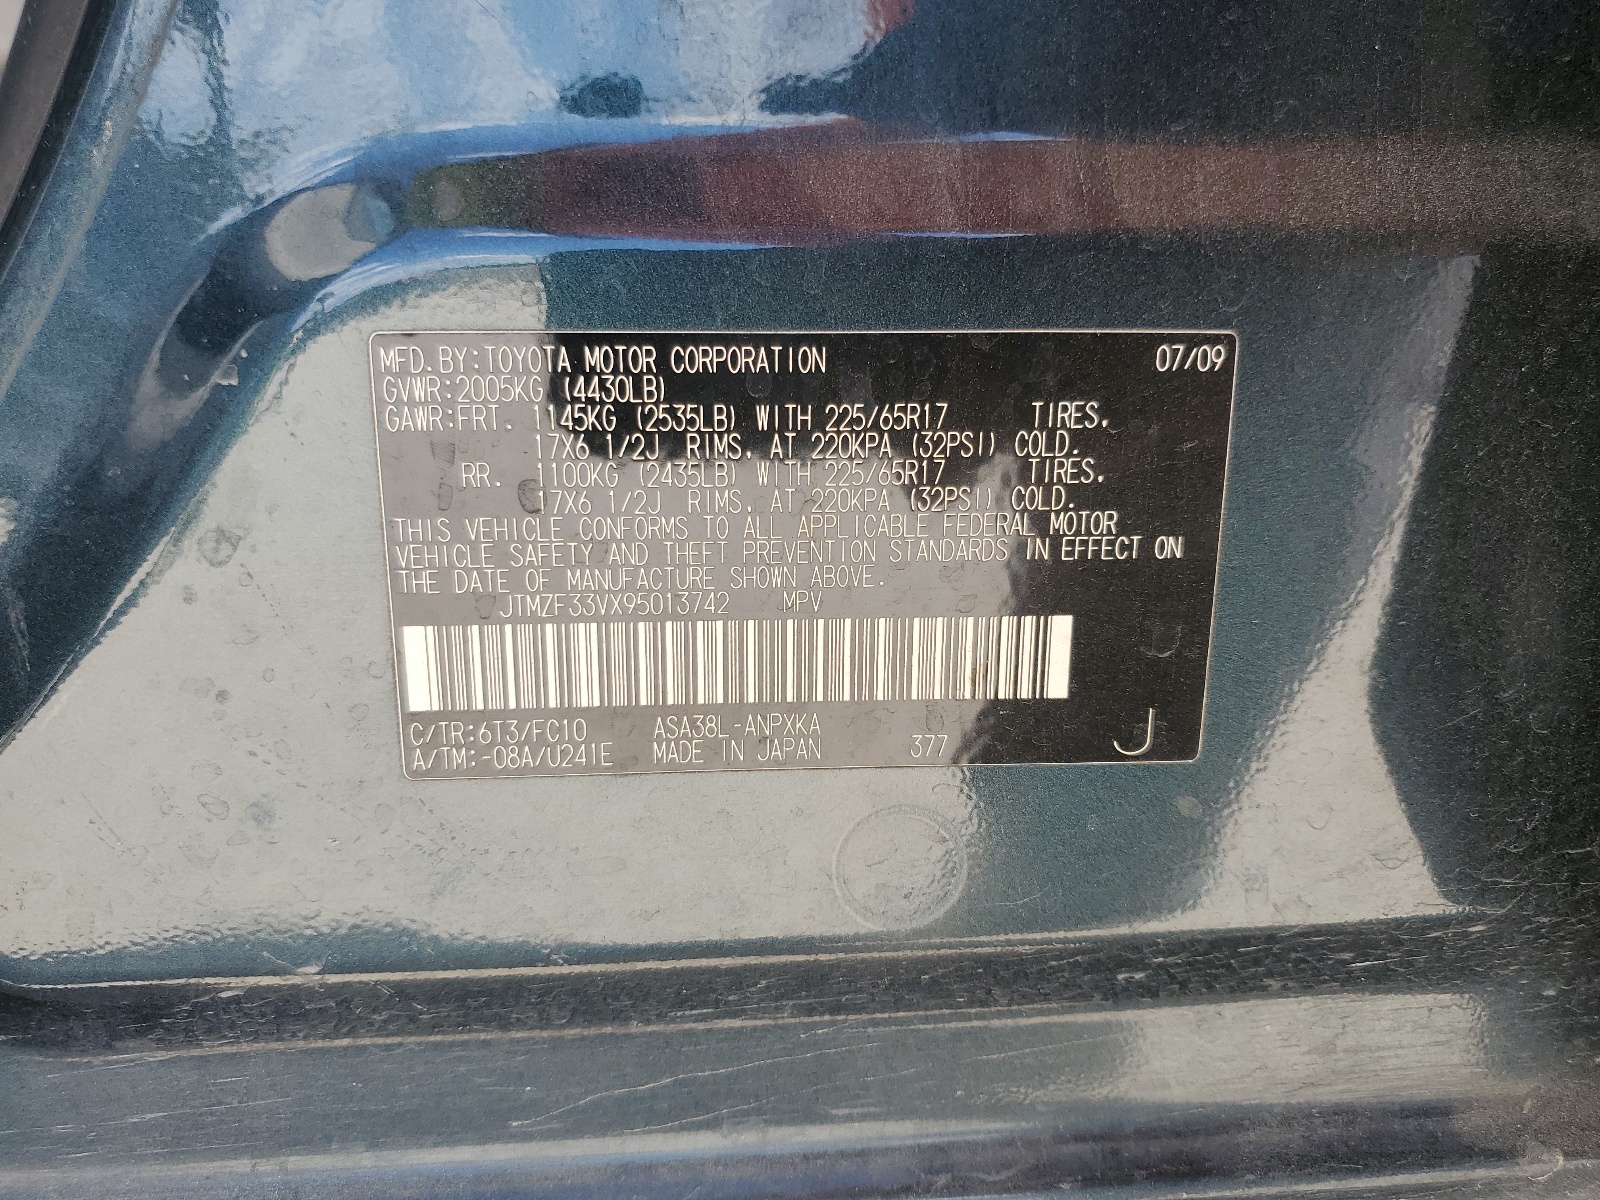 MFD. BY: TOYOTA MOTOR CORPORATION 07/09
GVWR: 2005KG (4430LB)
GAWR: FRT. 1145KG (2535LB) WITH 225/65R17 TIRES,
17X6 1/2J RIMS, AT 220KPA (32PSI) COLD.
RR. 1100KG (2435LB) WITH 225/65R17 TIRES,
17X6 1/2J RIMS, AT 220KPA (32PSI) COLD.
THIS VEHICLE CONFORMS TO ALL APPLICABLE FEDERAL MOTOR
VEHICLE SAFETY AND THEFT PREVENTION STANDARDS IN EFFECT ON
THE DATE OF MANUFACTURE SHOWN ABOVE.
JTMZF33VX95013742 MPV
C/TR: 6T3/FC10 ASA38L-ANPXKA
A/TM: -08A/U241E MADE IN JAPAN 377 J